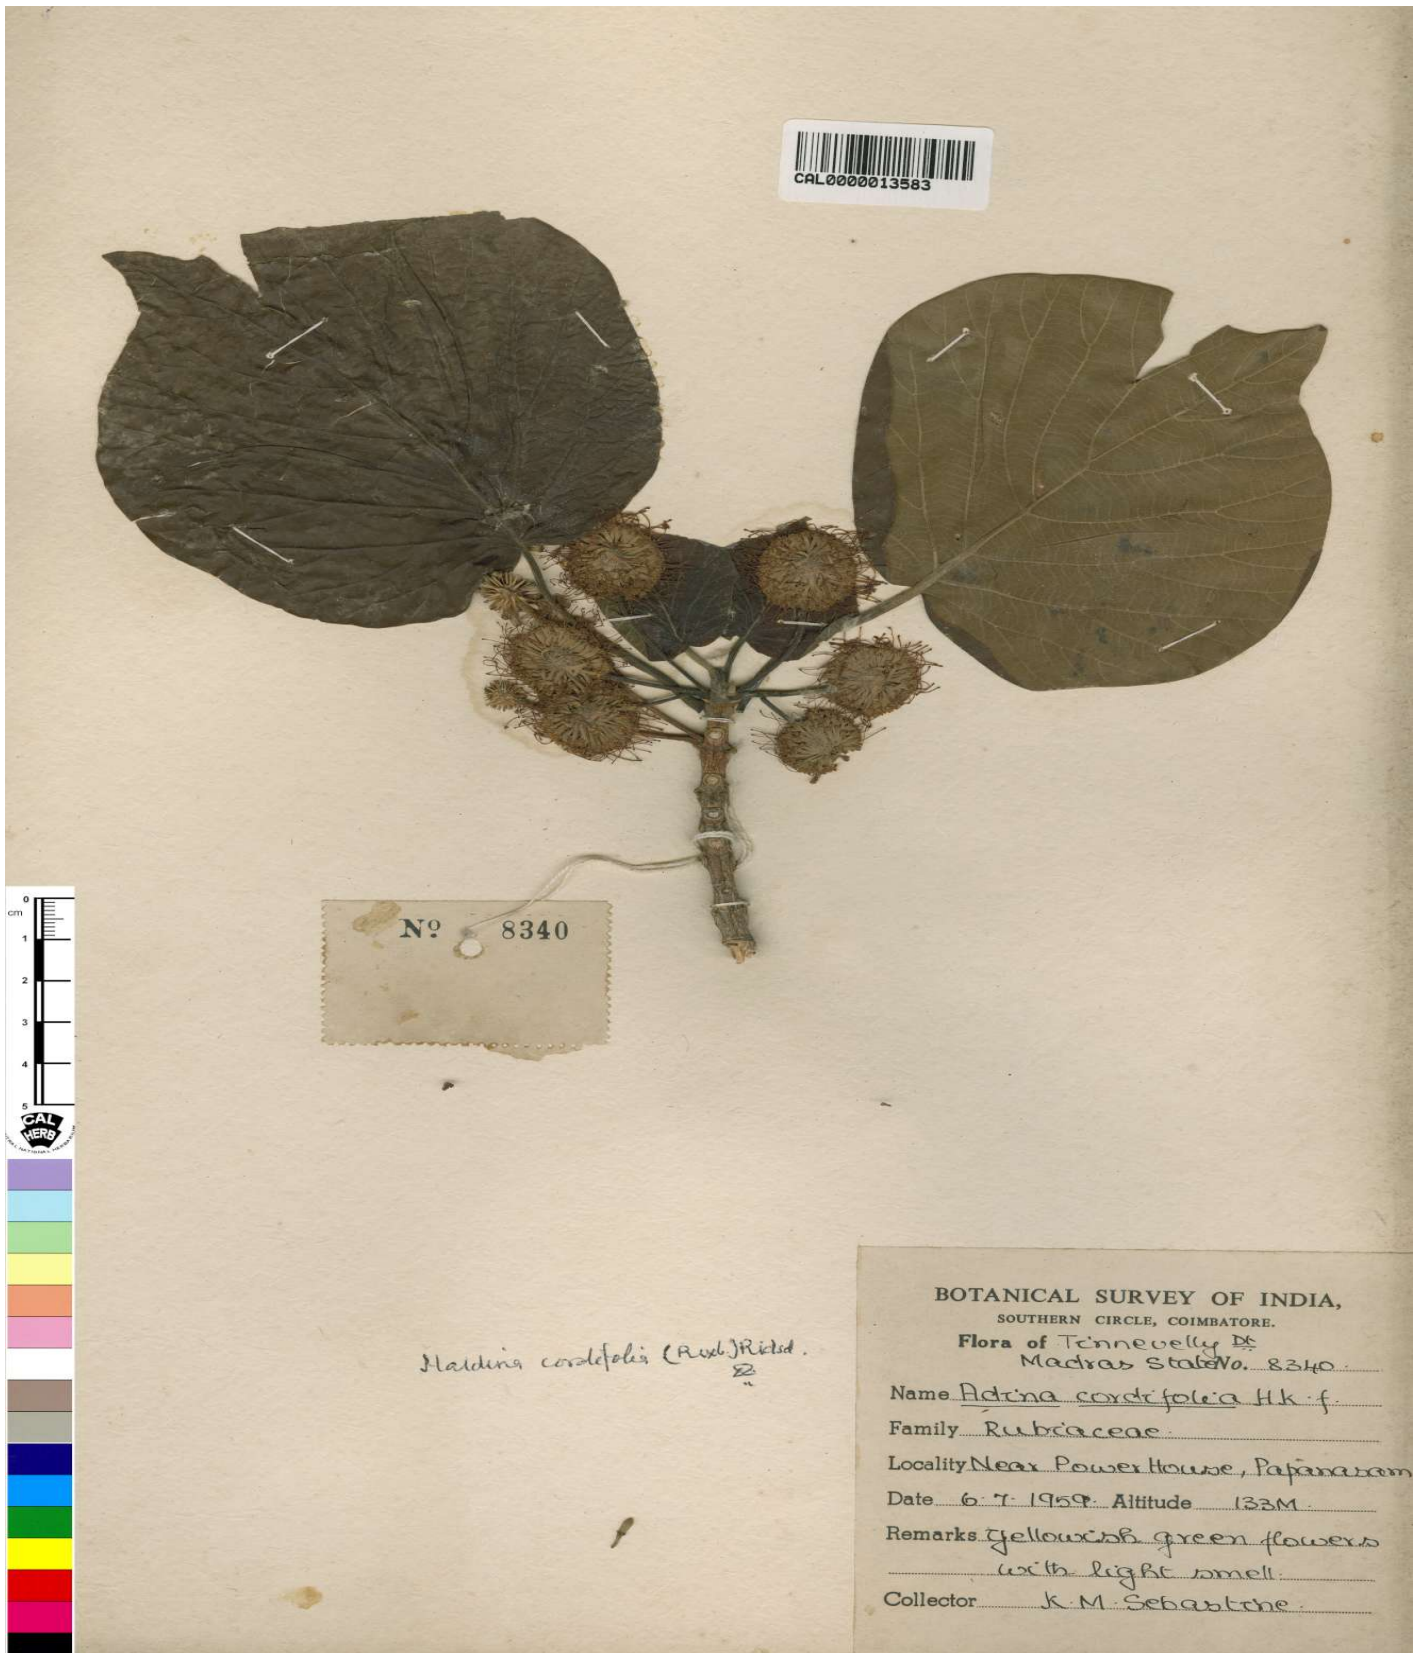 CAL0000013583
No 8340
0
cm
1
2
3
4
5
CAL
HERB
Haldina cordifolia (Roxb.) Ridsd.
BOTANICAL SURVEY OF INDIA,
SOUTHERN CIRCLE, COIMBATORE.
Flora of Tinnevelly Dt
Madras State No. 8340.
Name Adina cordifolia Hk. f.
Family Rubiaceae.
Locality Near Power House, Papanasam
Date 6.7.1959. Altitude 133M.
Remarks Yellowish green flowers
with light smell.
Collector K. M. Sebastine.